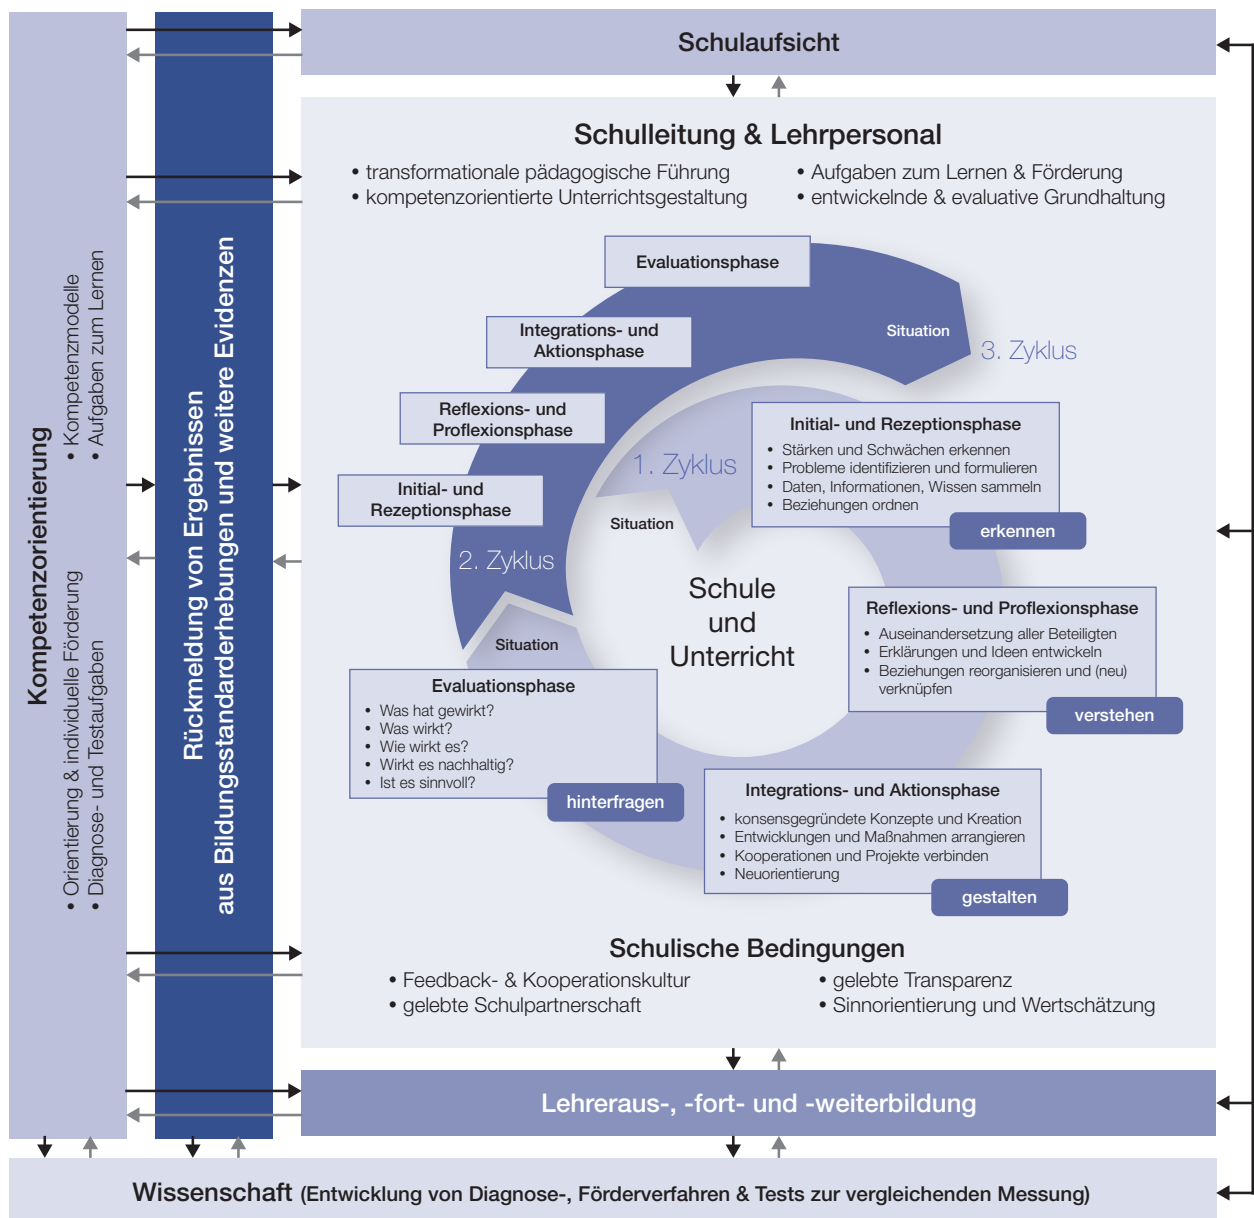 Schulaufsicht
Kompetenzorientierung
• Orientierung & individuelle Förderung
• Diagnose- und Testaufgaben
• Kompetenzmodelle
• Aufgaben zum Lernen
Rückmeldung von Ergebnissen
aus Bildungsstandarderhebungen und weitere Evidenzen
Schulleitung & Lehrpersonal
• transformationale pädagogische Führung
• kompetenzorientierte Unterrichtsgestaltung
• Aufgaben zum Lernen & Förderung
• entwickelnde & evaluative Grundhaltung
Evaluationsphase
Integrations- und
Aktionsphase
Reflexions- und
Proflexionsphase
Initial- und
Rezeptionsphase
Situation
3. Zyklus
1. Zyklus
Situation
2. Zyklus
Situation
Schule
und
Unterricht
Initial- und Rezeptionsphase
• Stärken und Schwächen erkennen
• Probleme identifizieren und formulieren
• Daten, Informationen, Wissen sammeln
• Beziehungen ordnen
erkennen
Reflexions- und Proflexionsphase
• Auseinandersetzung aller Beteiligten
• Erklärungen und Ideen entwickeln
• Beziehungen reorganisieren und (neu)
verknüpfen
verstehen
Evaluationsphase
• Was hat gewirkt?
• Was wirkt?
• Wie wirkt es?
• Wirkt es nachhaltig?
• Ist es sinnvoll?
hinterfragen
Integrations- und Aktionsphase
• konsensgegründete Konzepte und Kreation
• Entwicklungen und Maßnahmen arrangieren
• Kooperationen und Projekte verbinden
• Neuorientierung
gestalten
Schulische Bedingungen
• Feedback- & Kooperationskultur
• gelebte Schulpartnerschaft
• gelebte Transparenz
• Sinnorientierung und Wertschätzung
Lehreraus-, -fort- und -weiterbildung
Wissenschaft (Entwicklung von Diagnose-, Förderverfahren & Tests zur vergleichenden Messung)